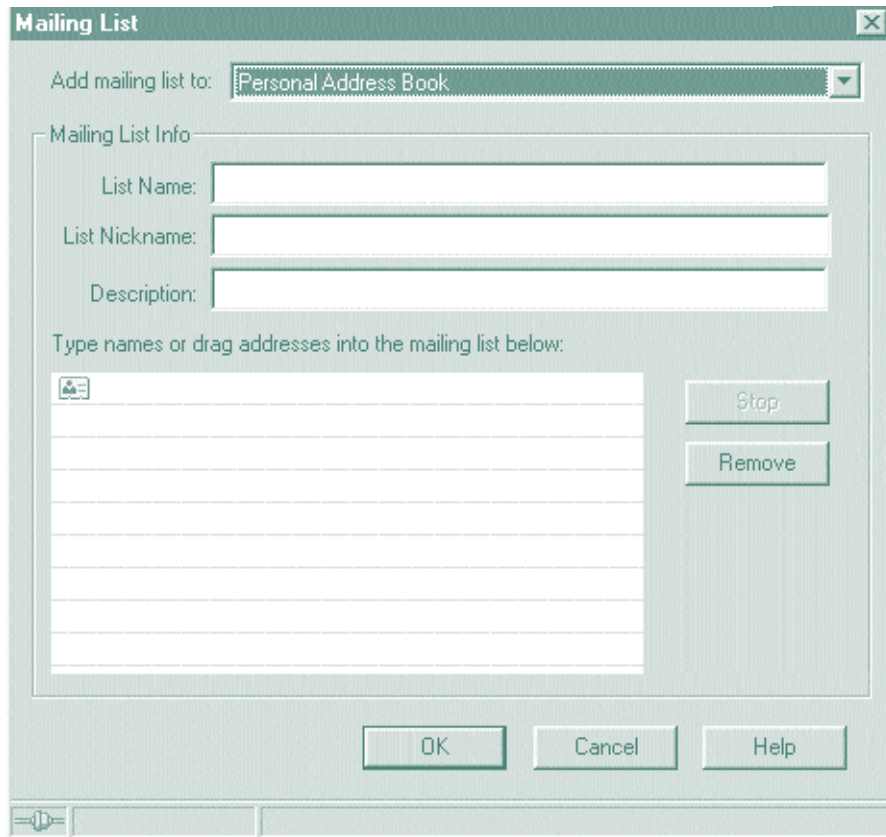 Mailing List
Add mailing list to: Personal Address Book
Mailing List Info
List Name:
List Nickname:
Description:
Type names or drag addresses into the mailing list below:
Stop
Remove
OK Cancel Help